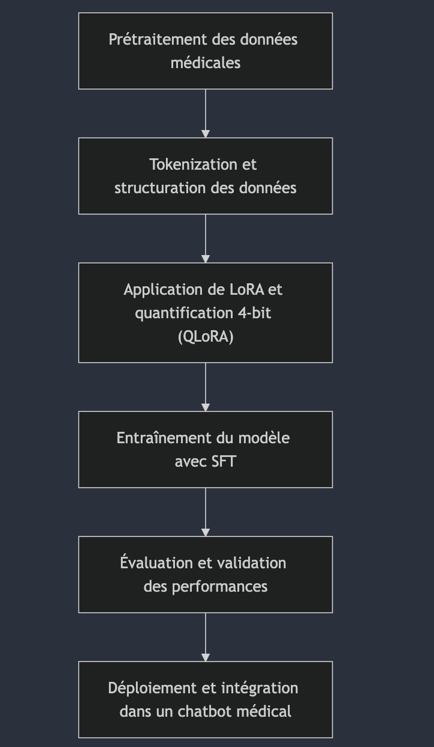 Prétraitement des données
médicales
Tokenization et
structuration des données
Application de LoRA et
quantification 4-bit
(QLoRA)
Entraînement du modèle
avec SFT
Évaluation et validation
des performances
Déploiement et intégration
dans un chatbot médical